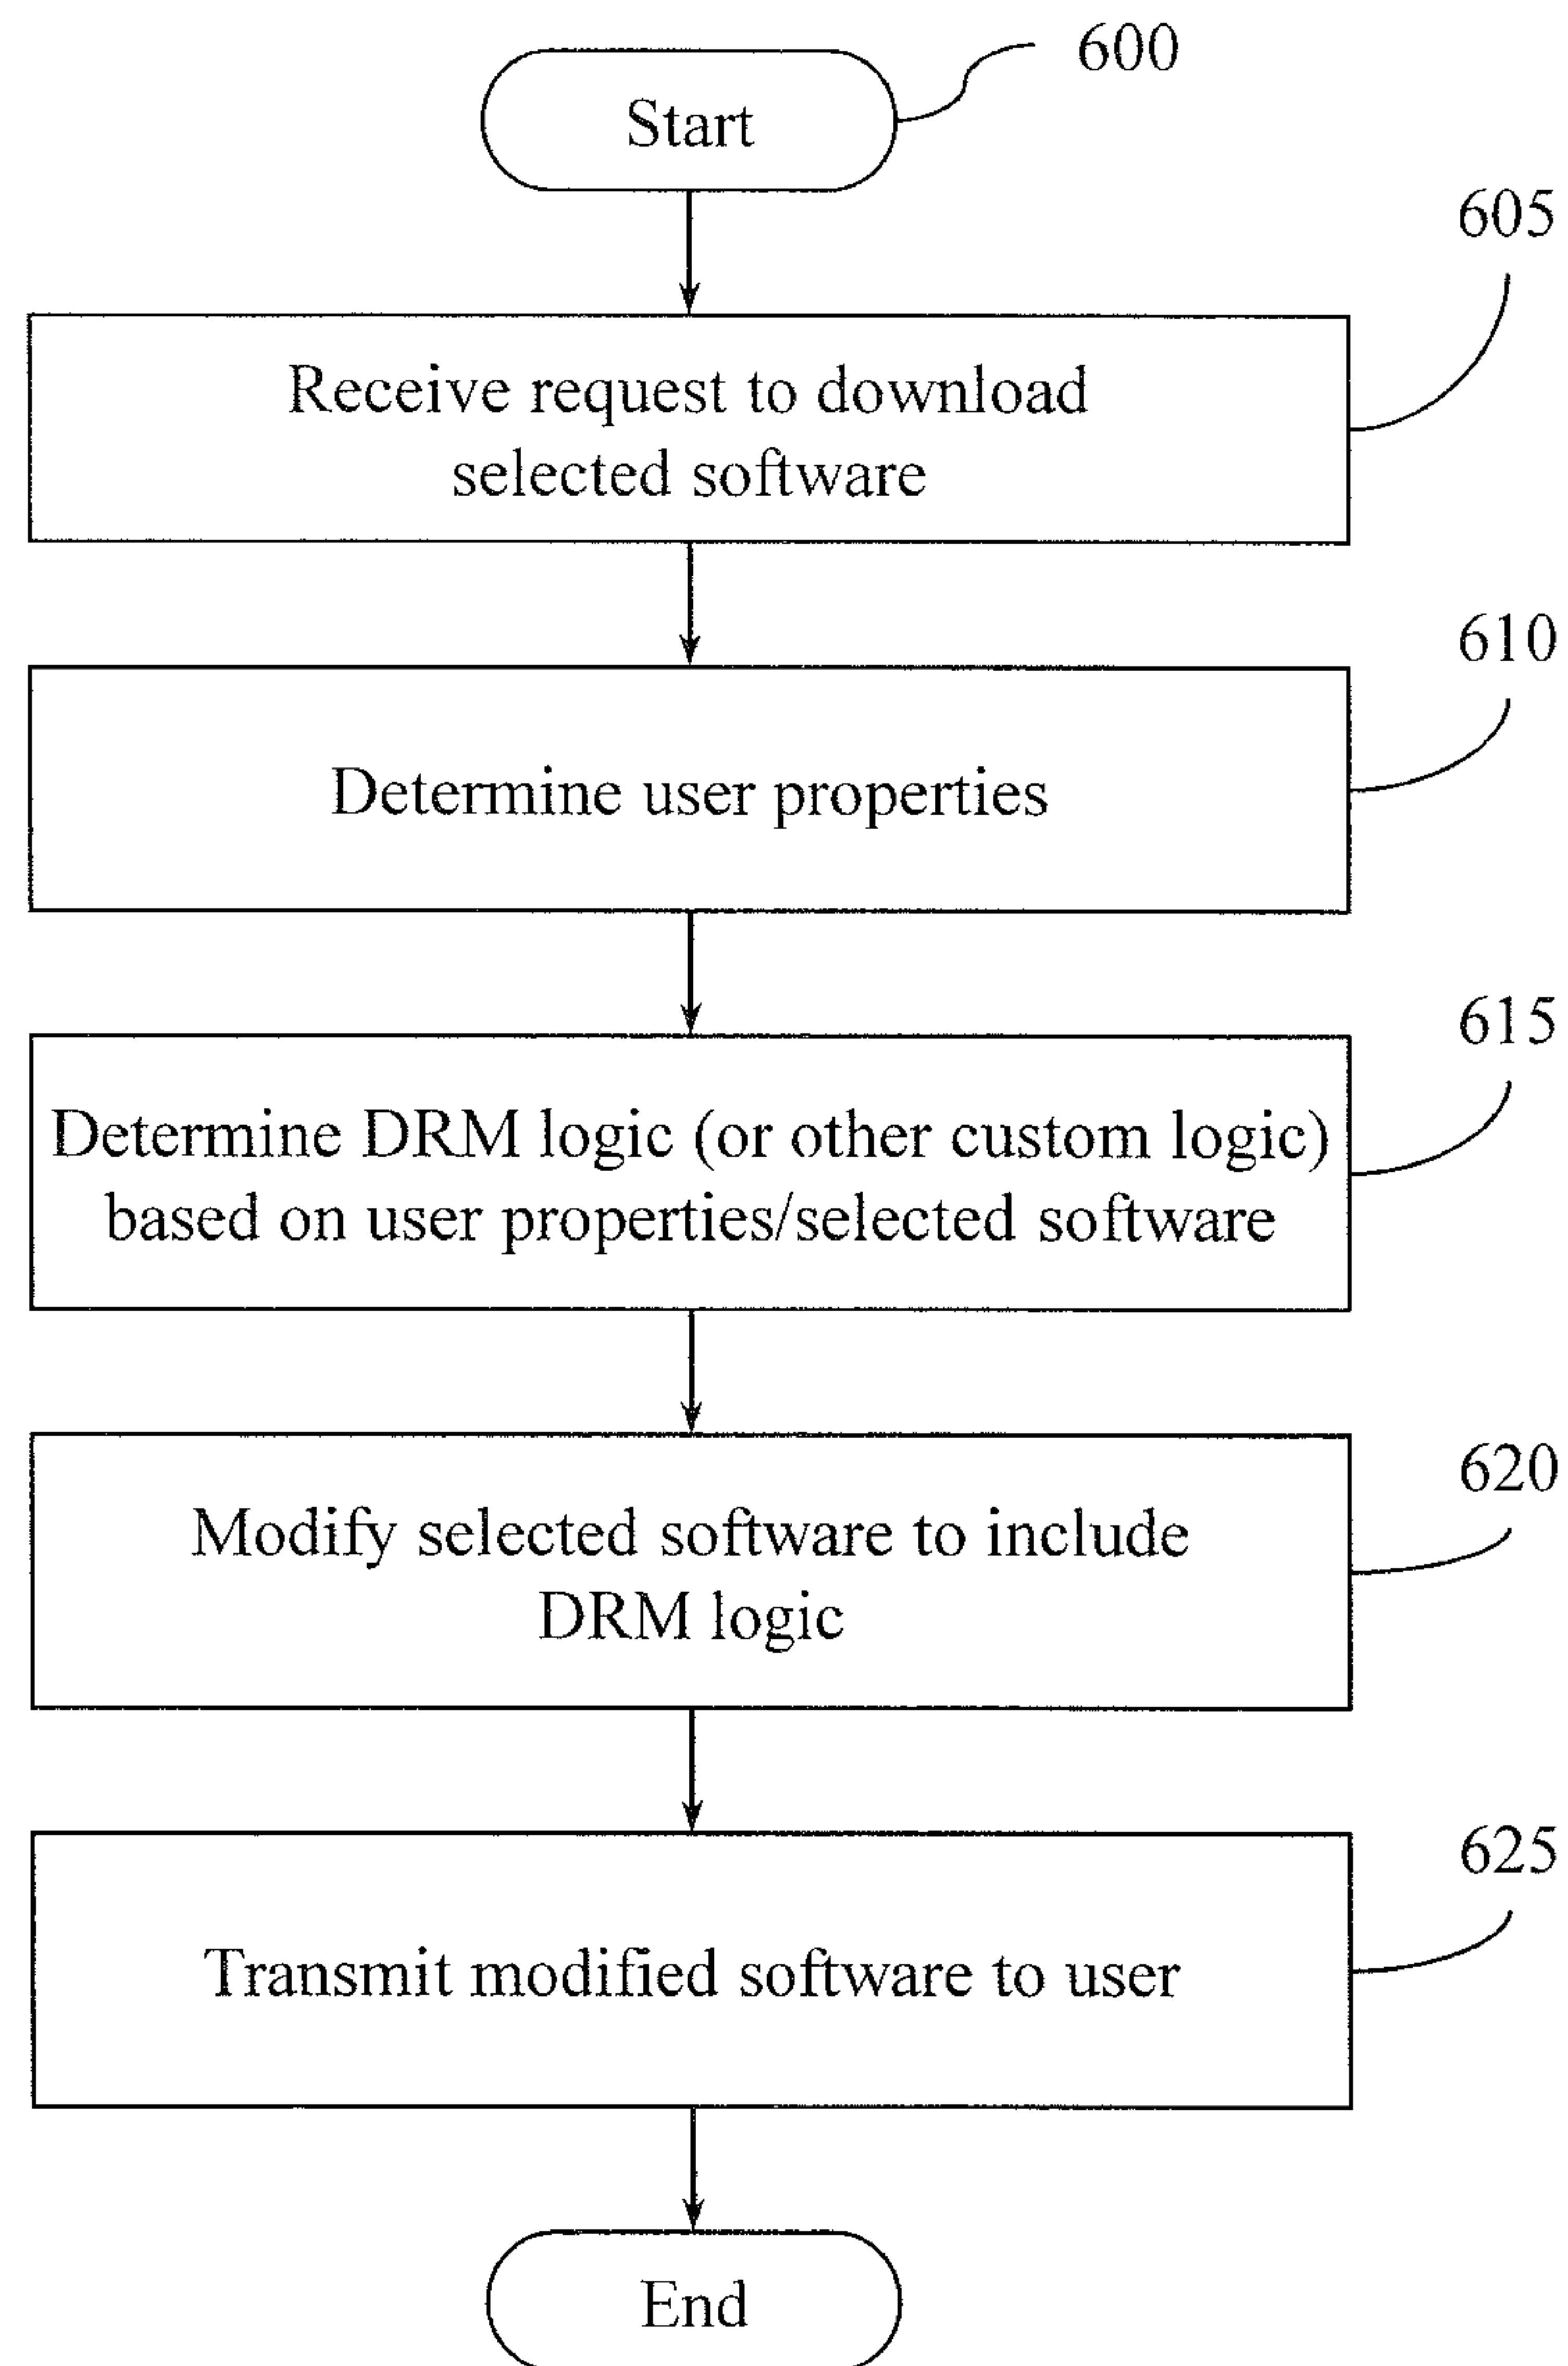 600
Start
605
Receive request to download
selected software
610
Determine user properties
615
Determine DRM logic (or other custom logic)
based on user properties/selected software
620
Modify selected software to include
DRM logic
625
Transmit modified software to user
End